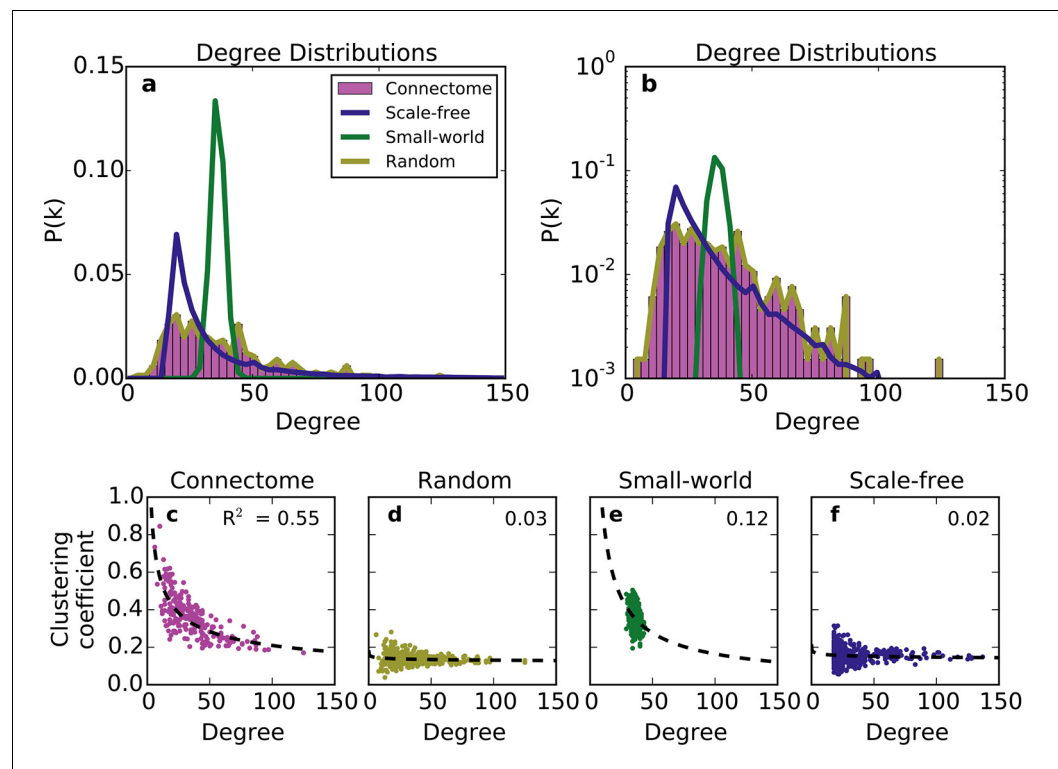 Degree Distributions
0.15
0.10
0.05
0.00
P(k)
a
Connectome
Scale-free
Small-world
Random
0 50 100 150
Degree
Degree Distributions
10^0
10^-1
10^-2
10^-3
P(k)
b
0 50 100 150
Degree
Connectome
1.0
0.8
0.6
0.4
0.2
0.0
Clustering
coefficient
c R² = 0.55
0 50 100 150
Degree
Random
d 0.03
0 50 100 150
Degree
Small-world
e 0.12
0 50 100 150
Degree
Scale-free
f 0.02
0 50 100 150
Degree